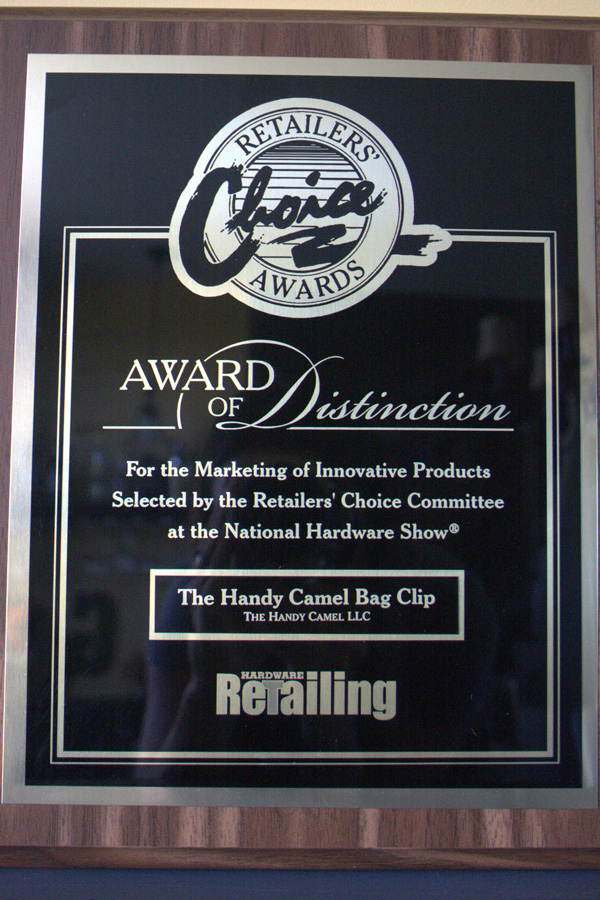 RETAILERS'
Choice
AWARDS
AWARD
OF Distinction
For the Marketing of Innovative Products
Selected by the Retailers' Choice Committee
at the National Hardware Show®
The Handy Camel Bag Clip
THE HANDY CAMEL LLC
HARDWARE
ReTailing